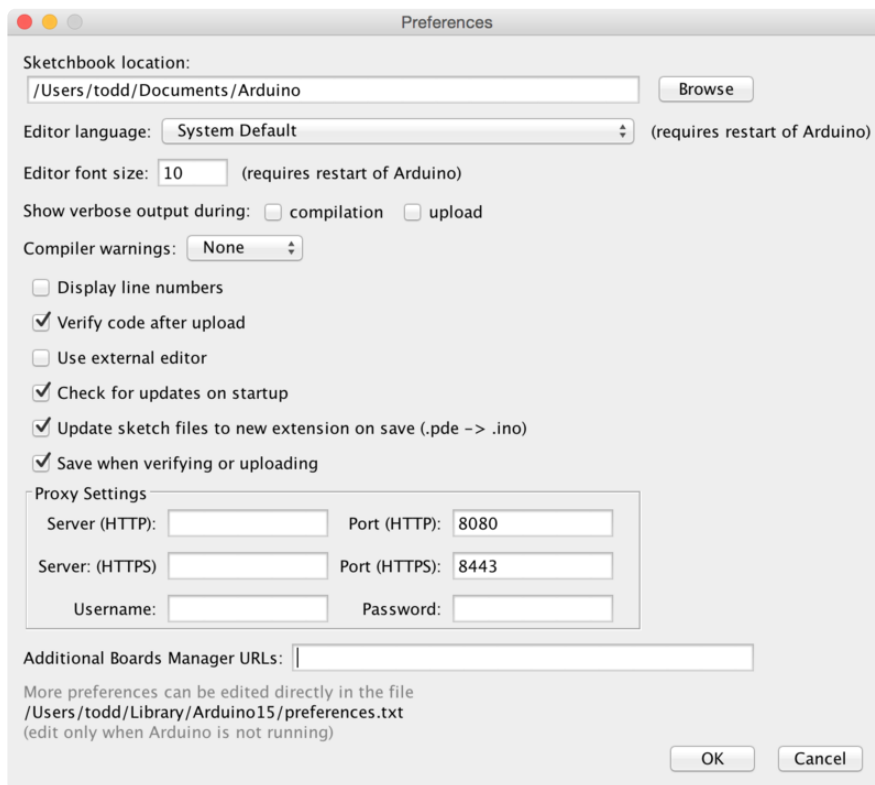 Preferences
Sketchbook location:
/Users/todd/Documents/Arduino Browse
Editor language: System Default (requires restart of Arduino)
Editor font size: 10 (requires restart of Arduino)
Show verbose output during: compilation upload
Compiler warnings: None
Display line numbers
Verify code after upload
Use external editor
Check for updates on startup
Update sketch files to new extension on save (.pde -> .ino)
Save when verifying or uploading
Proxy Settings
Server (HTTP): Port (HTTP): 8080
Server: (HTTPS) Port (HTTPS): 8443
Username: Password:
Additional Boards Manager URLs:
More preferences can be edited directly in the file
/Users/todd/Library/Arduino15/preferences.txt
(edit only when Arduino is not running)
OK Cancel